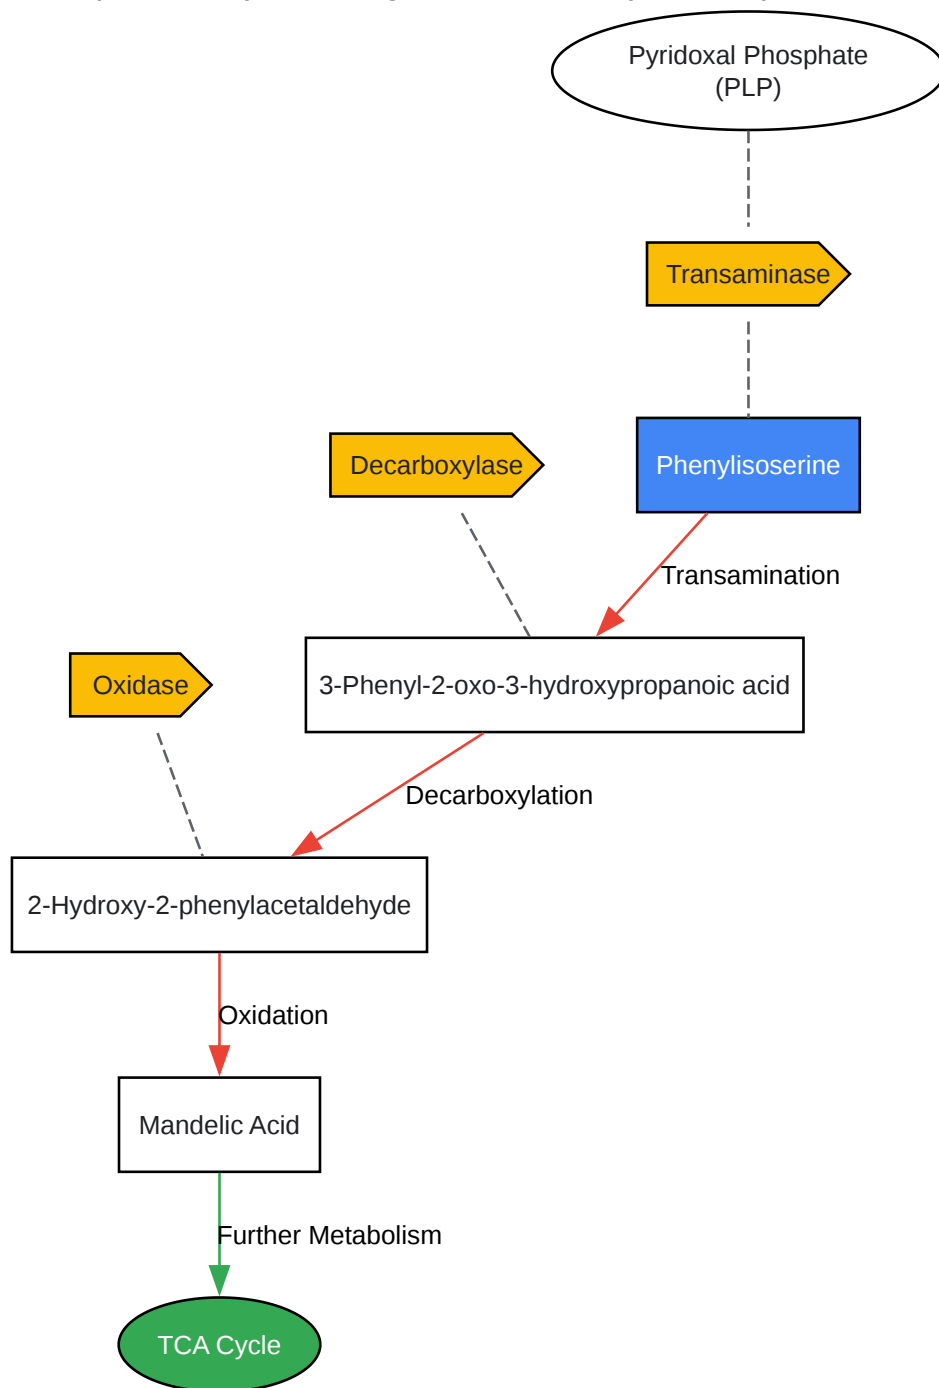 Pyridoxal Phosphate
(PLP)
Transaminase
Decarboxylase
Phenylisoserine
Transamination
Oxidase
3-Phenyl-2-oxo-3-hydroxypropanoic acid
Decarboxylation
2-Hydroxy-2-phenylacetaldehyde
Oxidation
Mandelic Acid
Further Metabolism
TCA Cycle